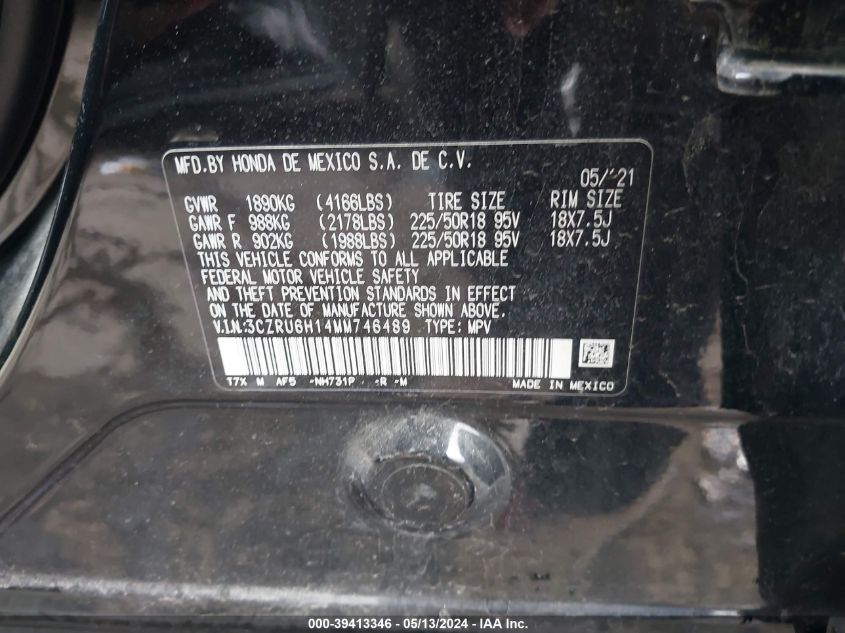 MFD.BY HONDA DE MEXICO S.A. DE C.V.
05/'21
GVWR 1890KG (4166LBS) TIRE SIZE RIM SIZE
GAWR F 988KG (2178LBS) 225/50R18 95V 18X7.5J
GAWR R 902KG (1988LBS) 225/50R18 95V 18X7.5J
THIS VEHICLE CONFORMS TO ALL APPLICABLE
FEDERAL MOTOR VEHICLE SAFETY
AND THEFT PREVENTION STANDARDS IN EFFECT
ON THE DATE OF MANUFACTURE SHOWN ABOVE.
V.I.N:3CZRU6H14MM746489 TYPE: MPV
T7X M AF5 -NH731P -R -M MADE IN MEXICO
000-39413346 - 05/13/2024 - IAA Inc.